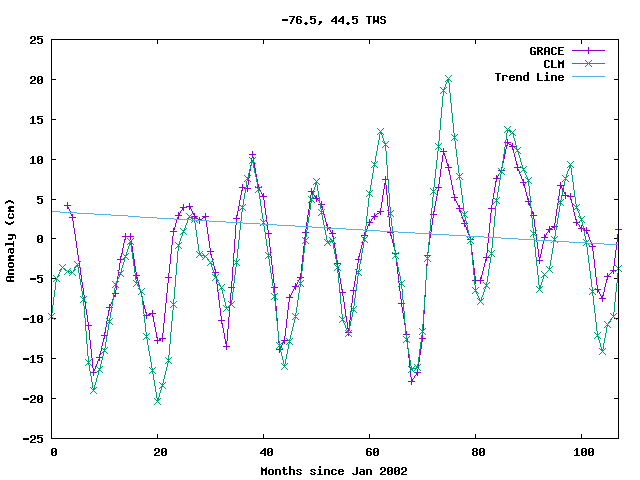 -76.5, 44.5 TWS
25
20
15
10
5
0
-5
-10
-15
-20
-25
Anomaly (cm)
GRACE
CLM
Trend Line
0 20 40 60 80 100
Months since Jan 2002